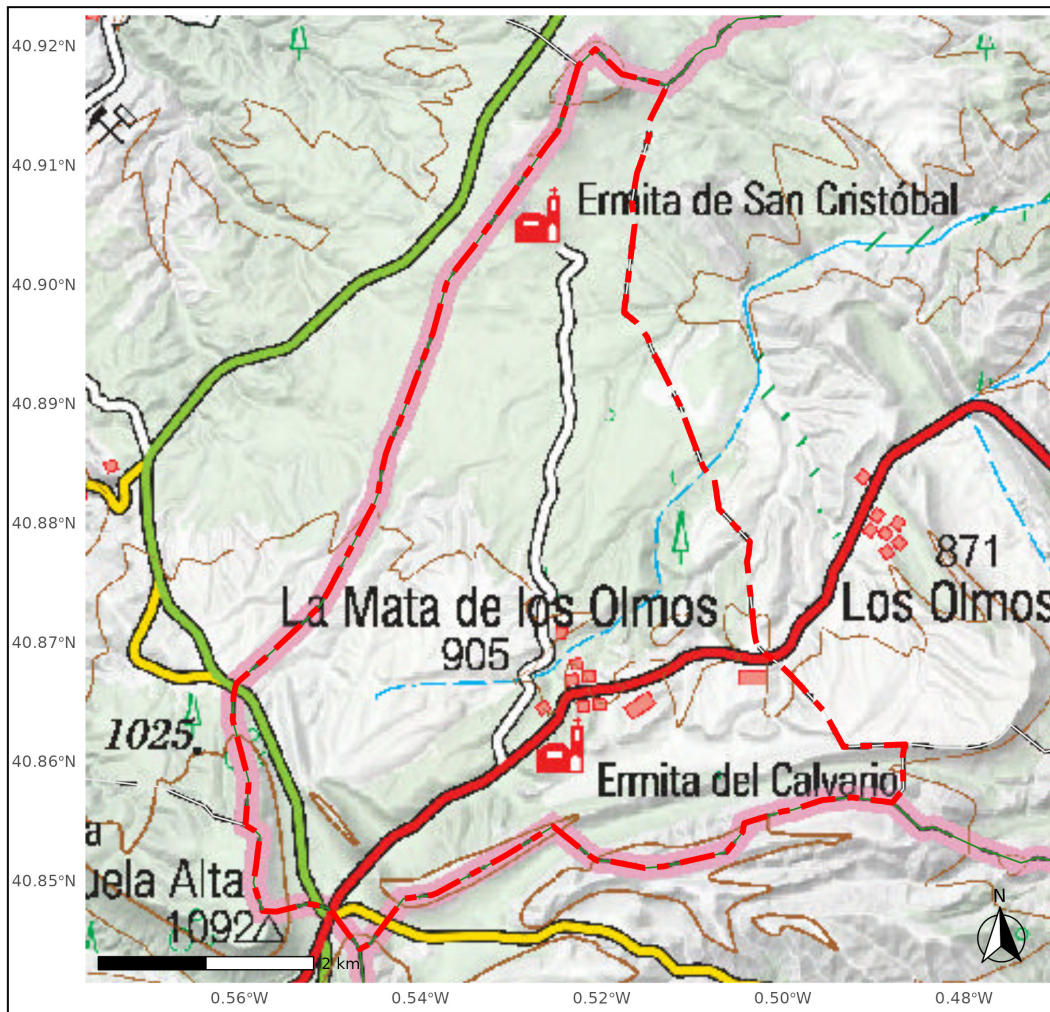 40.92°N
40.91°N
Ermita de San Cristóbal
40.90°N
40.89°N
40.88°N
871
La Mata de los Olmos
Los Olmos
40.87°N
905
1025
40.86°N
Ermita del Calvario
a
uela Alta
40.85°N
1092
N
2 km
0.56°W
0.54°W
0.52°W
0.50°W
0.48°W